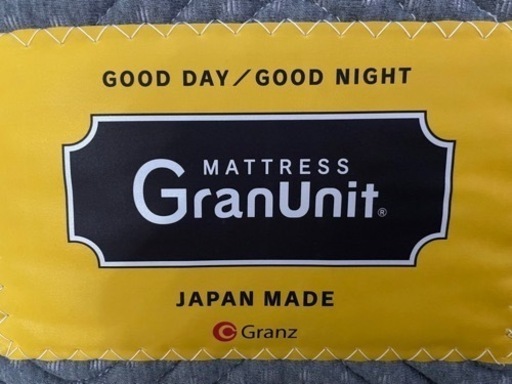 GOOD DAY/GOOD NIGHT
MATTRESS
GranUnit®
JAPAN MADE
Granz